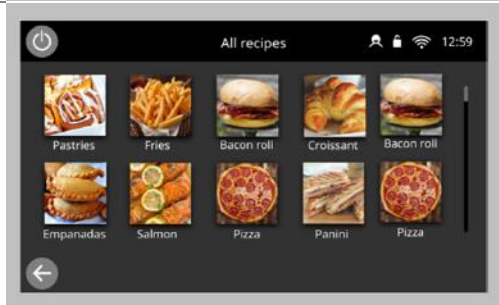 All recipes
12:59
Pastries Fries Bacon roll Croissant Bacon roll
Empanadas Salmon Pizza Panini Pizza